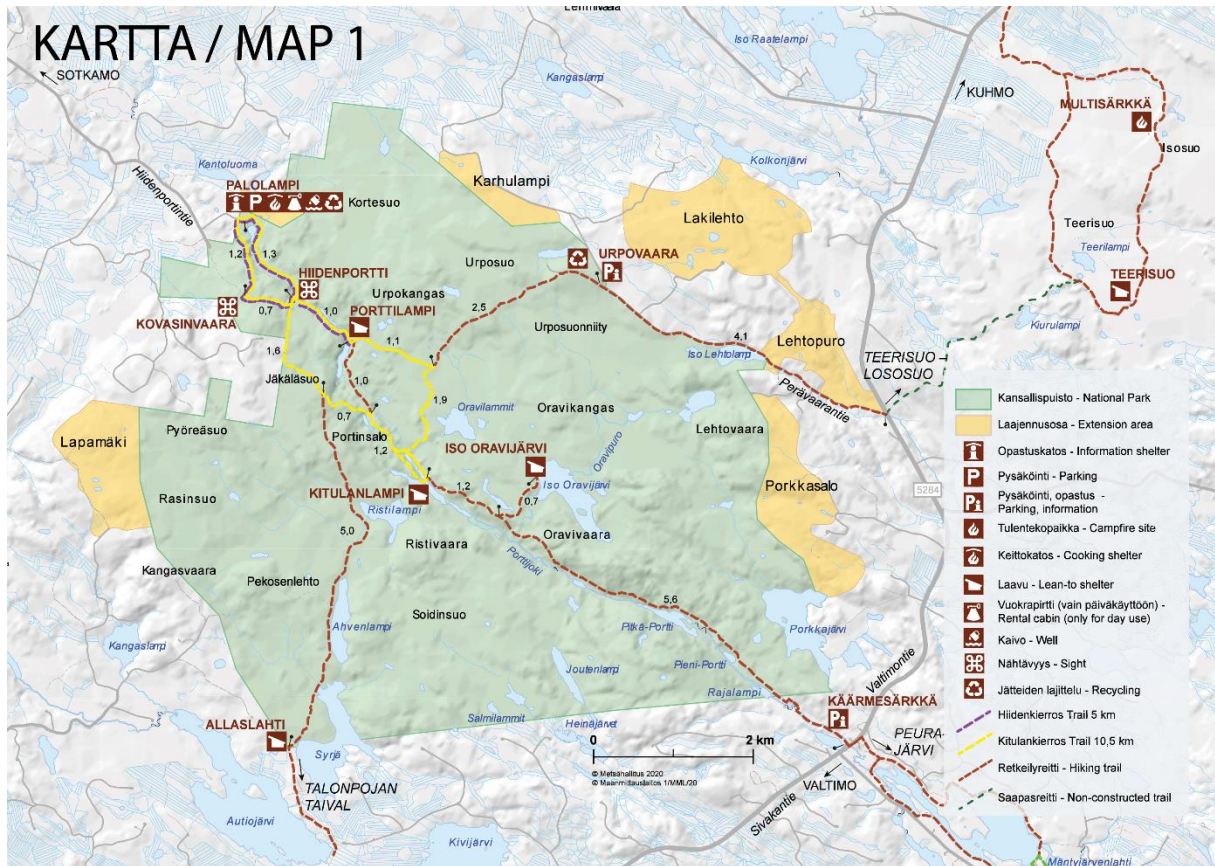 KARTTA / MAP 1
SOTKAMO
Iso Raatelampi
Kangaslampi
KUHMO
MULTISÄRKKÄ
Isosuo
Kantoluoma
Hiidenportintie
PALOLAMPI
Kortesuo
Karhulampi
Kolkonjärvi
Lakilehto
Teerisuo
Teerilampi
TEERISUO
Kiurulampi
1,2
1,3
HIIDENPORTTI
Urposuo
URPOVAARA
Urpokangas
KOVASINVAARA
0,7
1,0
PORTTILAMPI
2,5
Urposuonniity
4,1
Iso Lehtolamp
Lehtopuro
Perävaarantie
TEERISUO –
LOSOSUO
1,6
1,1
Jäkäläsuo
1,0
1,9
0,7
Oravilammit
Oravikangas
Lehtovaara
Lapamäki
Pyöreäsuo
Portinsalo
1,2
ISO ORAVIJÄRVI
Oravipuro
Rasinsuo
KITULANLAMPI
1,2
0,7
Iso Oravijärvi
Porkkasalo
5284
Ristilampi
5,0
Ristivaara
Oravivaara
Porttijoki
Kangasvaara
Pekosenlehto
Soidinsuo
5,6
Ahvenlampi
Pitkä-Portti
Porkkajärvi
Kangaslampi
Joutenlampi
Pieni-Portti
Rajalampi
Valtimontie
KÄÄRMESÄRKKÄ
ALLASLAHTI
Syrjä
Salmilammit
Heinäjärvet
PEURA-
JÄRVI
0
2 km
© Metsähallitus 2020
© Maanmittauslaitos 1/MML/20
TALONPOJAN
TAIVAL
VALTIMO
Sivakantie
Autiojärvi
Kivijärvi
Mäntyjärvenlahti
Kansallispuisto - National Park
Laajennusosa - Extension area
Opastuskatos - Information shelter
Pysäköinti - Parking
Pysäköinti, opastus -
Parking, information
Tulentekopaikka - Campfire site
Keittokatos - Cooking shelter
Laavu - Lean-to shelter
Vuokrapirtti (vain päiväkäyttöön) -
Rental cabin (only for day use)
Kaivo - Well
Nähtävyys - Sight
Jätteiden lajittelu - Recycling
Hiidenkierros Trail 5 km
Kitulankierros Trail 10,5 km
Retkeilyreitti - Hiking trail
Saapasreitti - Non-constructed trail